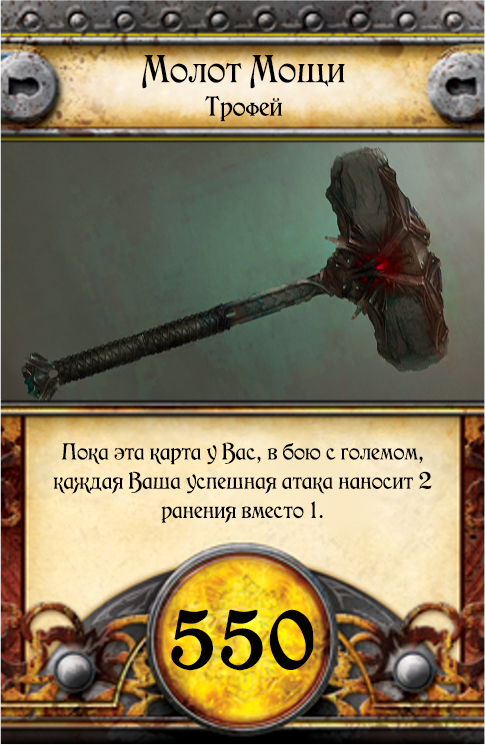 Молот Мощи
Трофей
Пока эта карта у Вас, в бою с големом,
каждая Ваша успешная атака наносит 2
ранения вместо 1.
550